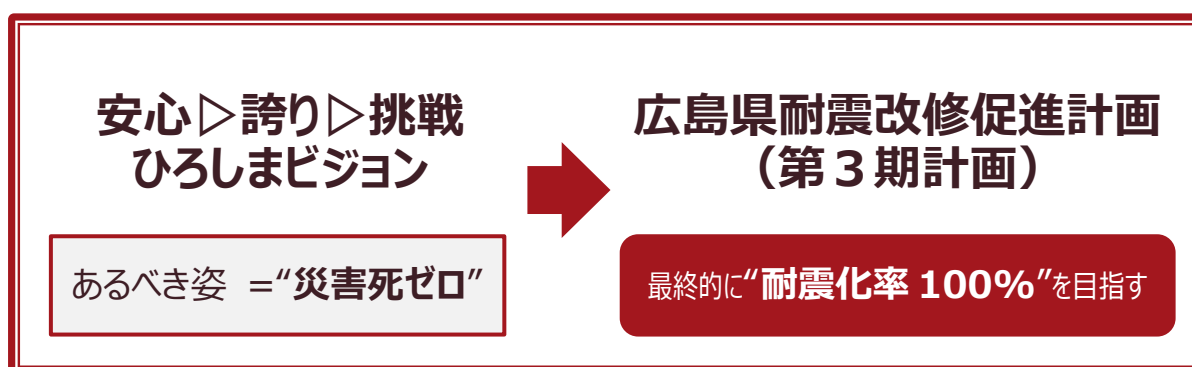 安心▷誇り▷挑戦
ひろしまビジョン
あるべき姿 =“災害死ゼロ”
広島県耐震改修促進計画
（第３期計画）
最終的に“耐震化率 100%”を目指す